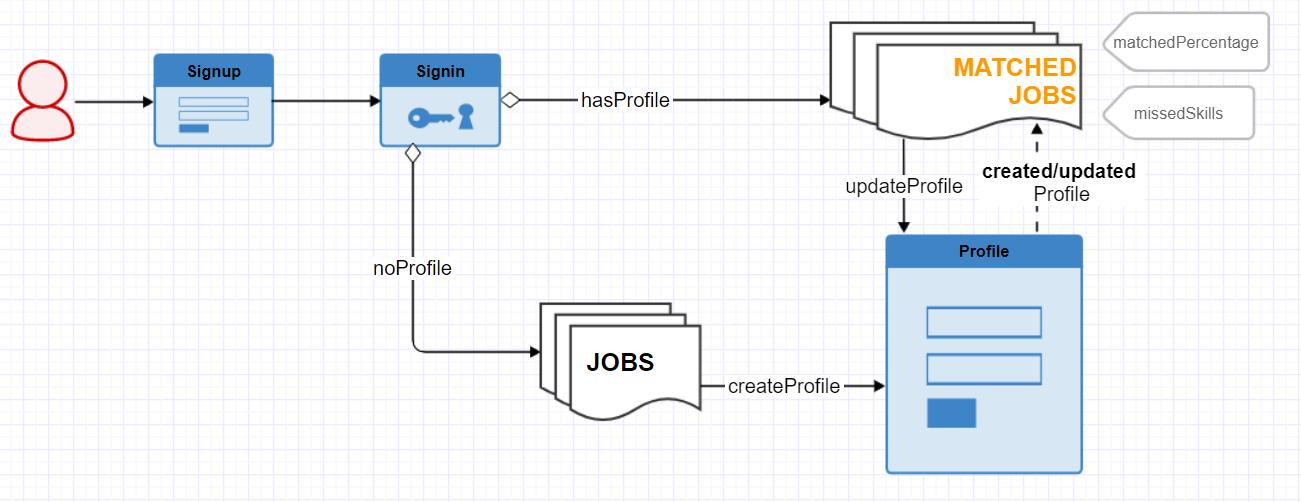 Signup
Signin
hasProfile
MATCHED
JOBS
matchedPercentage
missedSkills
updateProfile
created/updated
Profile
noProfile
Profile
JOBS
createProfile